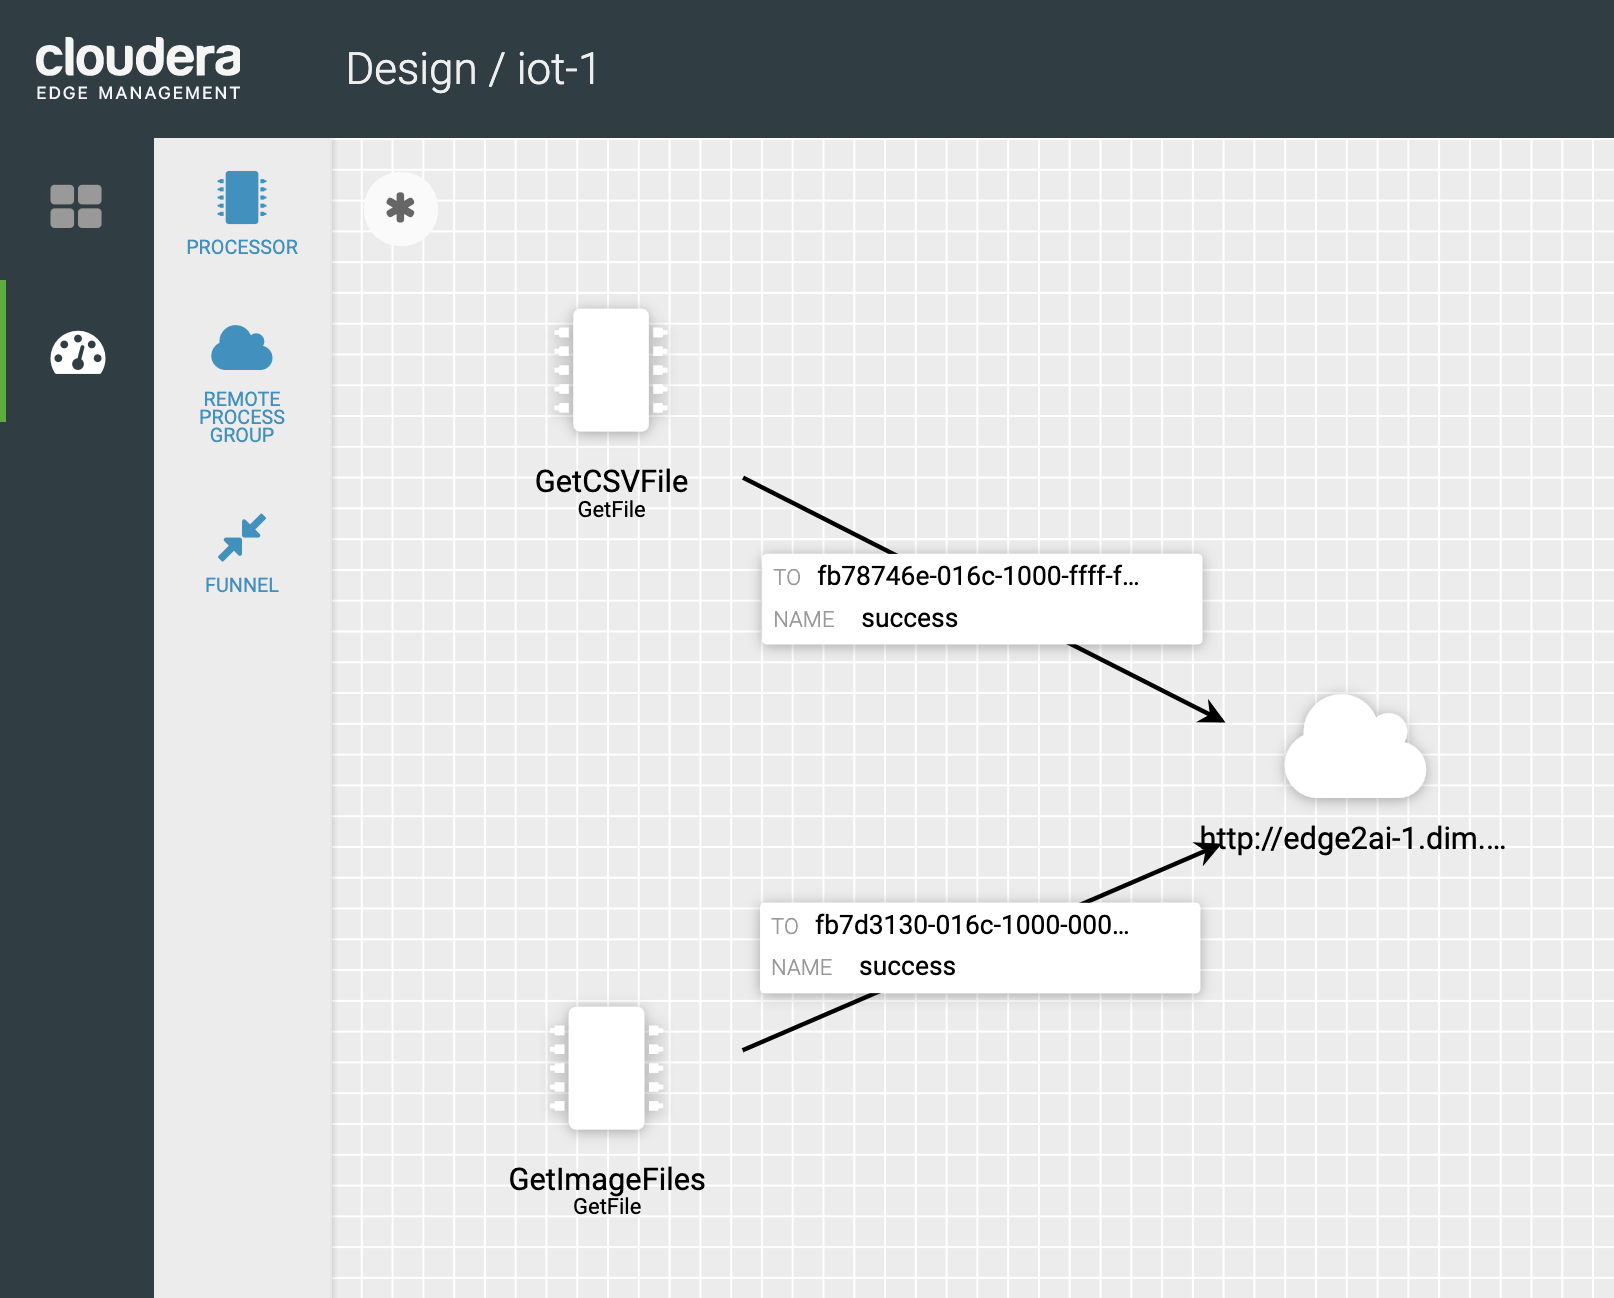 cloudera
EDGE MANAGEMENT
Design / iot-1
PROCESSOR
REMOTE
PROCESS
GROUP
FUNNEL
GetCSVFile
GetFile
TO fb78746e-016c-1000-ffff-f...
NAME success
http://edge2ai-1.dim....
TO fb7d3130-016c-1000-000...
NAME success
GetImageFiles
GetFile